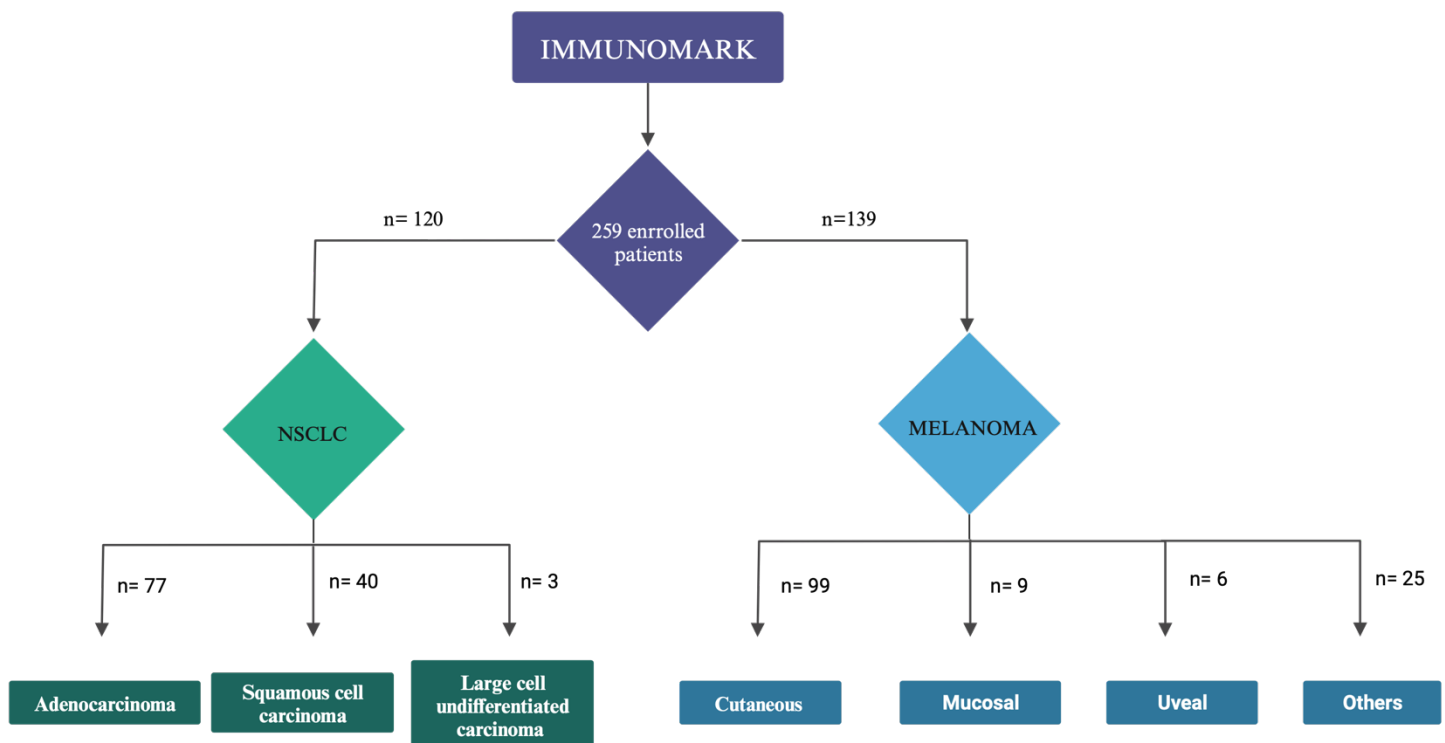 IMMUNOMARK
n= 120
259 enrrolled
patients
n=139
NSCLC
MELANOMA
n= 77
n= 40
n= 3
n= 99
n= 9
n= 6
n= 25
Adenocarcinoma
Squamous cell
carcinoma
Large cell
undifferentiated
carcinoma
Cutaneous
Mucosal
Uveal
Others